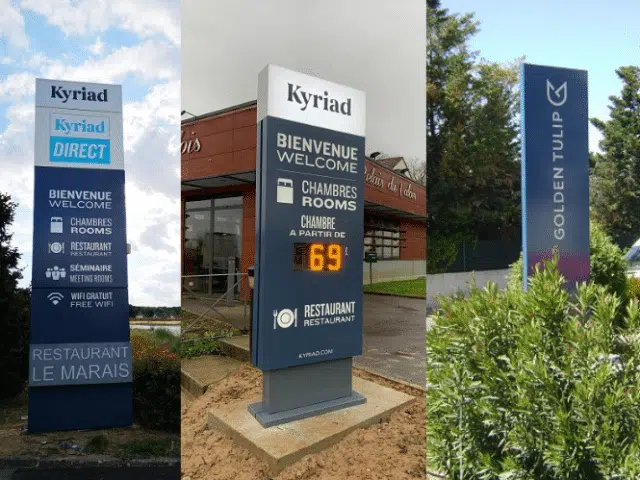 Kyriad
Kyriad
DIRECT
BIENVENUE
WELCOME
CHAMBRES
ROOMS
RESTAURANT
RESTAURANT
SÉMINAIRE
MEETING ROOMS
WIFI GRATUIT
FREE WIFI
RESTAURANT
LE MARAIS
Kyriad
BIENVENUE
WELCOME
CHAMBRES
ROOMS
CHAMBRE
A PARTIR DE
69€
RESTAURANT
RESTAURANT
KYRIAD.COM
GOLDEN TULIP